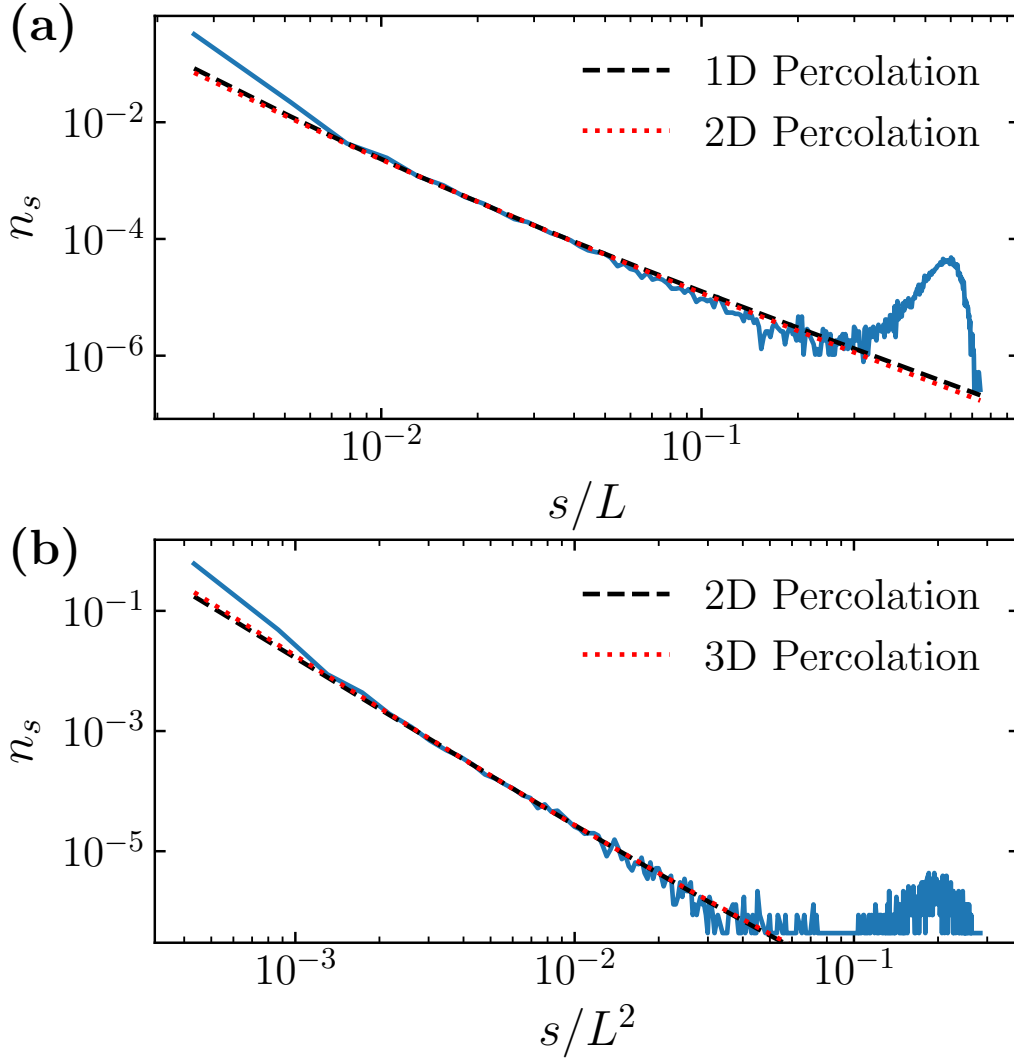 (a)
1D Percolation
2D Percolation
10⁻²
10⁻⁴
10⁻⁶
n_s
10⁻² 10⁻¹
s/L
(b)
2D Percolation
3D Percolation
10⁻¹
10⁻³
10⁻⁵
n_s
10⁻³ 10⁻² 10⁻¹
s/L²